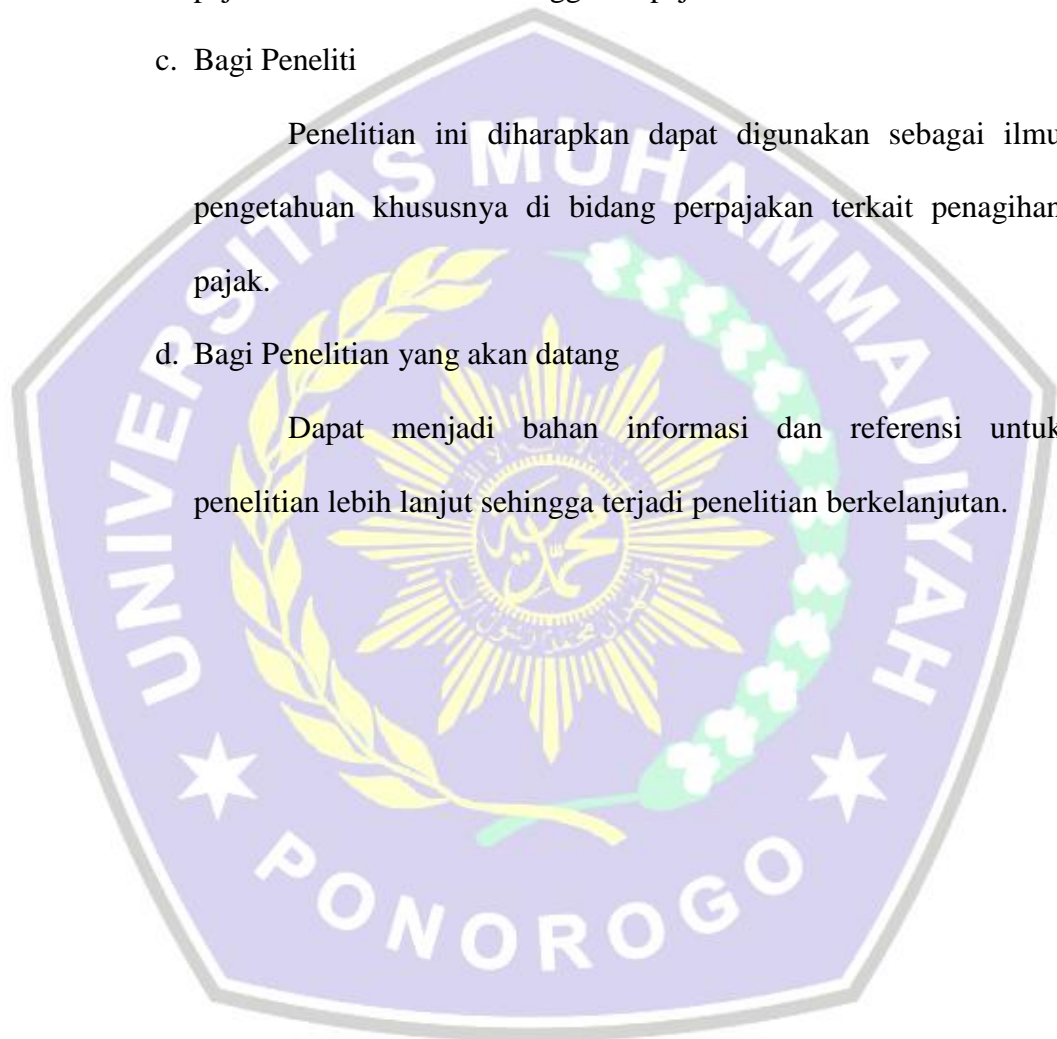 c. Bagi Peneliti
Penelitian ini diharapkan dapat digunakan sebagai ilmu
pengetahuan khususnya di bidang perpajakan terkait penagihan
pajak.
d. Bagi Penelitian yang akan datang
Dapat menjadi bahan informasi dan referensi untuk
penelitian lebih lanjut sehingga terjadi penelitian berkelanjutan.
UNIVERSITAS MUHAMMADIYAH
PONOROGO
محمدية